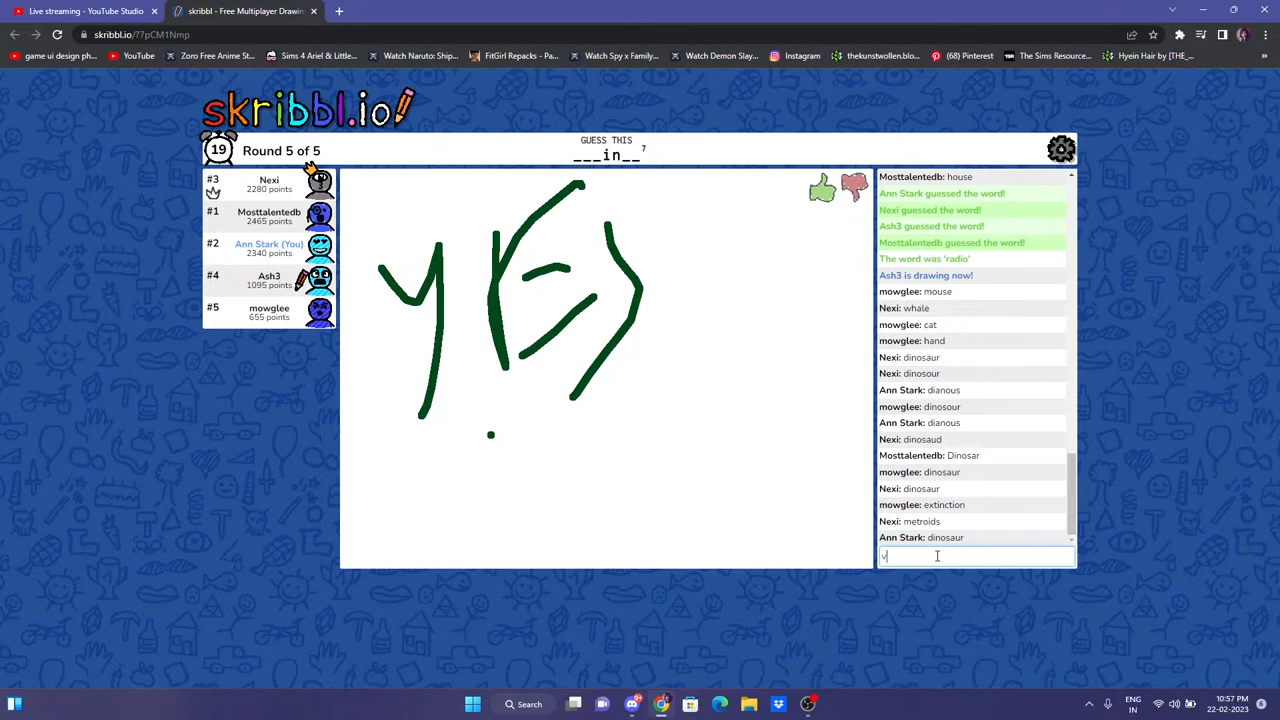 Live streaming - YouTube Studio
skribbl - Free Multiplayer Drawin
skribbl.io/?7pCM1Nmp
game ui design ph...
YouTube
Zoro Free Anime St...
Sims 4 Ariel & Little...
Watch Naruto: Ship...
FitGirl Repacks - Pa...
Watch Spy x Family...
Watch Demon Slay...
Instagram
thekunstwollen.blo...
(68) Pinterest
The Sims Resource...
Hyein Hair by [THE_...
skribbl.io
19
Round 5 of 5
GUESS THIS
___in__ 7
#3 Nexi
2280 points
#1 Mosttalentedb
2465 points
#2 Ann Stark (You)
2340 points
#4 Ash3
1095 points
#5 mowglee
655 points
YES
Mosttalentedb: house
Ann Stark guessed the word!
Nexi guessed the word!
Ash3 guessed the word!
Mosttalentedb guessed the word!
The word was 'radio'
Ash3 is drawing now!
mowglee: mouse
Nexi: whale
mowglee: cat
mowglee: hand
Nexi: dinosaur
Nexi: dinosour
Ann Stark: dianous
mowglee: dinosour
Ann Stark: dianous
Nexi: dinosaud
Mosttalentedb: Dinosar
mowglee: dinosaur
Nexi: dinosaur
mowglee: extinction
Nexi: metroids
Ann Stark: dinosaur
v
Search
9+
ENG
IN
10:57 PM
22-02-2023